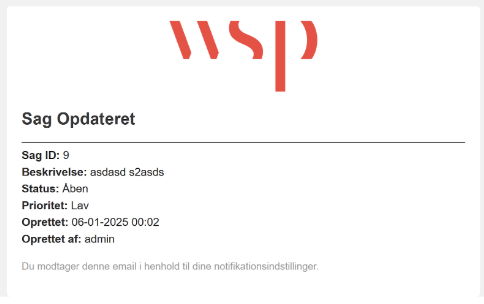 wsp
Sag Opdateret
Sag ID: 9
Beskrivelse: asdasd s2asds
Status: Åben
Prioritet: Lav
Oprettet: 06-01-2025 00:02
Oprettet af: admin
Du modtager denne email i henhold til dine notifikationsindstillinger.